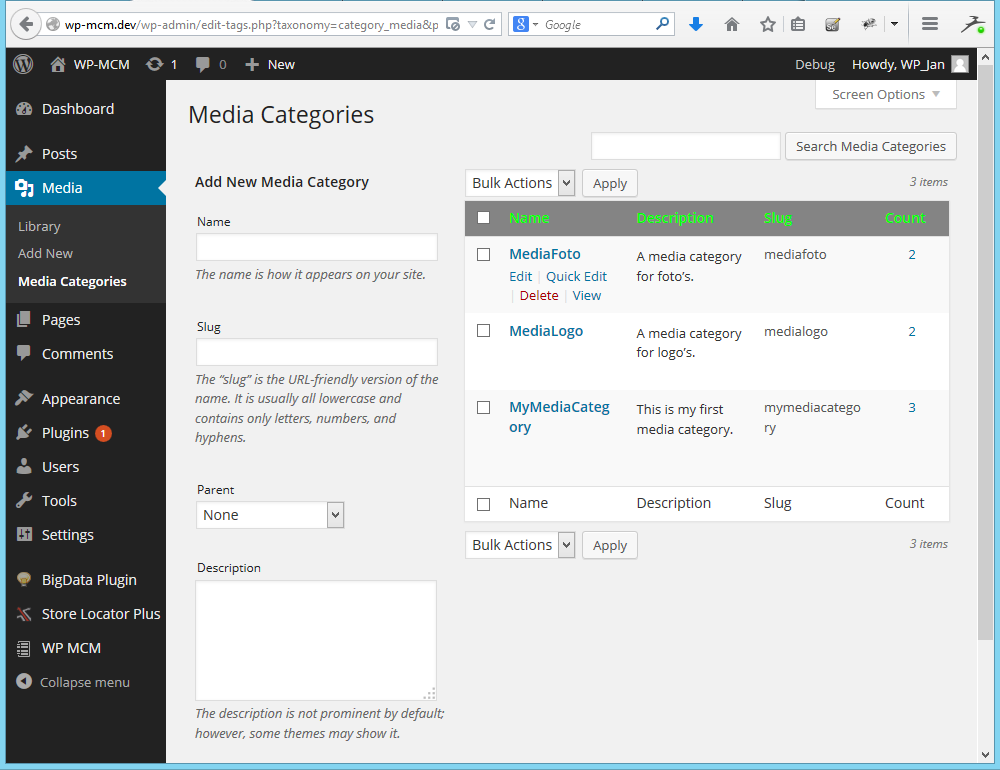 wp-mcm.dev/wp-admin/edit-tags.php?taxonomy=category_media&p
Google
WP-MCM
1
0
New
Debug
Howdy, WP_Jan
Screen Options
Dashboard
Posts
Media
Library
Add New
Media Categories
Pages
Comments
Appearance
Plugins 1
Users
Tools
Settings
BigData Plugin
Store Locator Plus
WP MCM
Collapse menu
Media Categories
Search Media Categories
Add New Media Category
Name
The name is how it appears on your site.
Slug
The “slug” is the URL-friendly version of the
name. It is usually all lowercase and
contains only letters, numbers, and
hyphens.
Parent
None
Description
The description is not prominent by default;
however, some themes may show it.
Bulk Actions
Apply
3 items
Name Description Slug Count
MediaFoto A media category mediafoto 2
for foto’s.
Edit | Quick Edit
| Delete | View
MediaLogo A media category medialogo 2
for logo’s.
MyMediaCateg This is my first mymediacatego 3
ory media category. ry
Name Description Slug Count
Bulk Actions
Apply
3 items